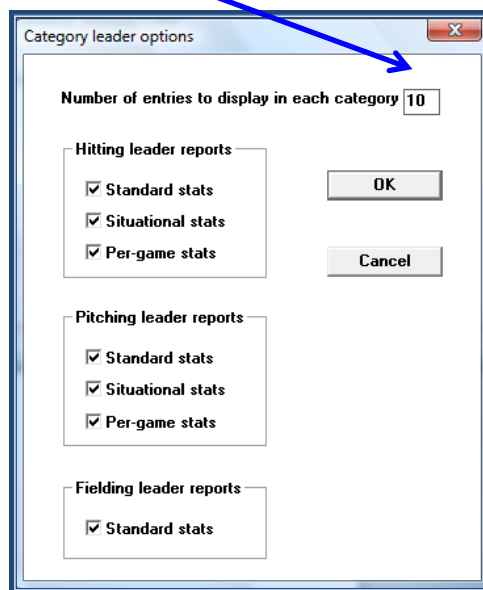 Category leader options
Number of entries to display in each category 10
Hitting leader reports
Standard stats
OK
Situational stats
Per-game stats
Cancel
Pitching leader reports
Standard stats
Situational stats
Per-game stats
Fielding leader reports
Standard stats